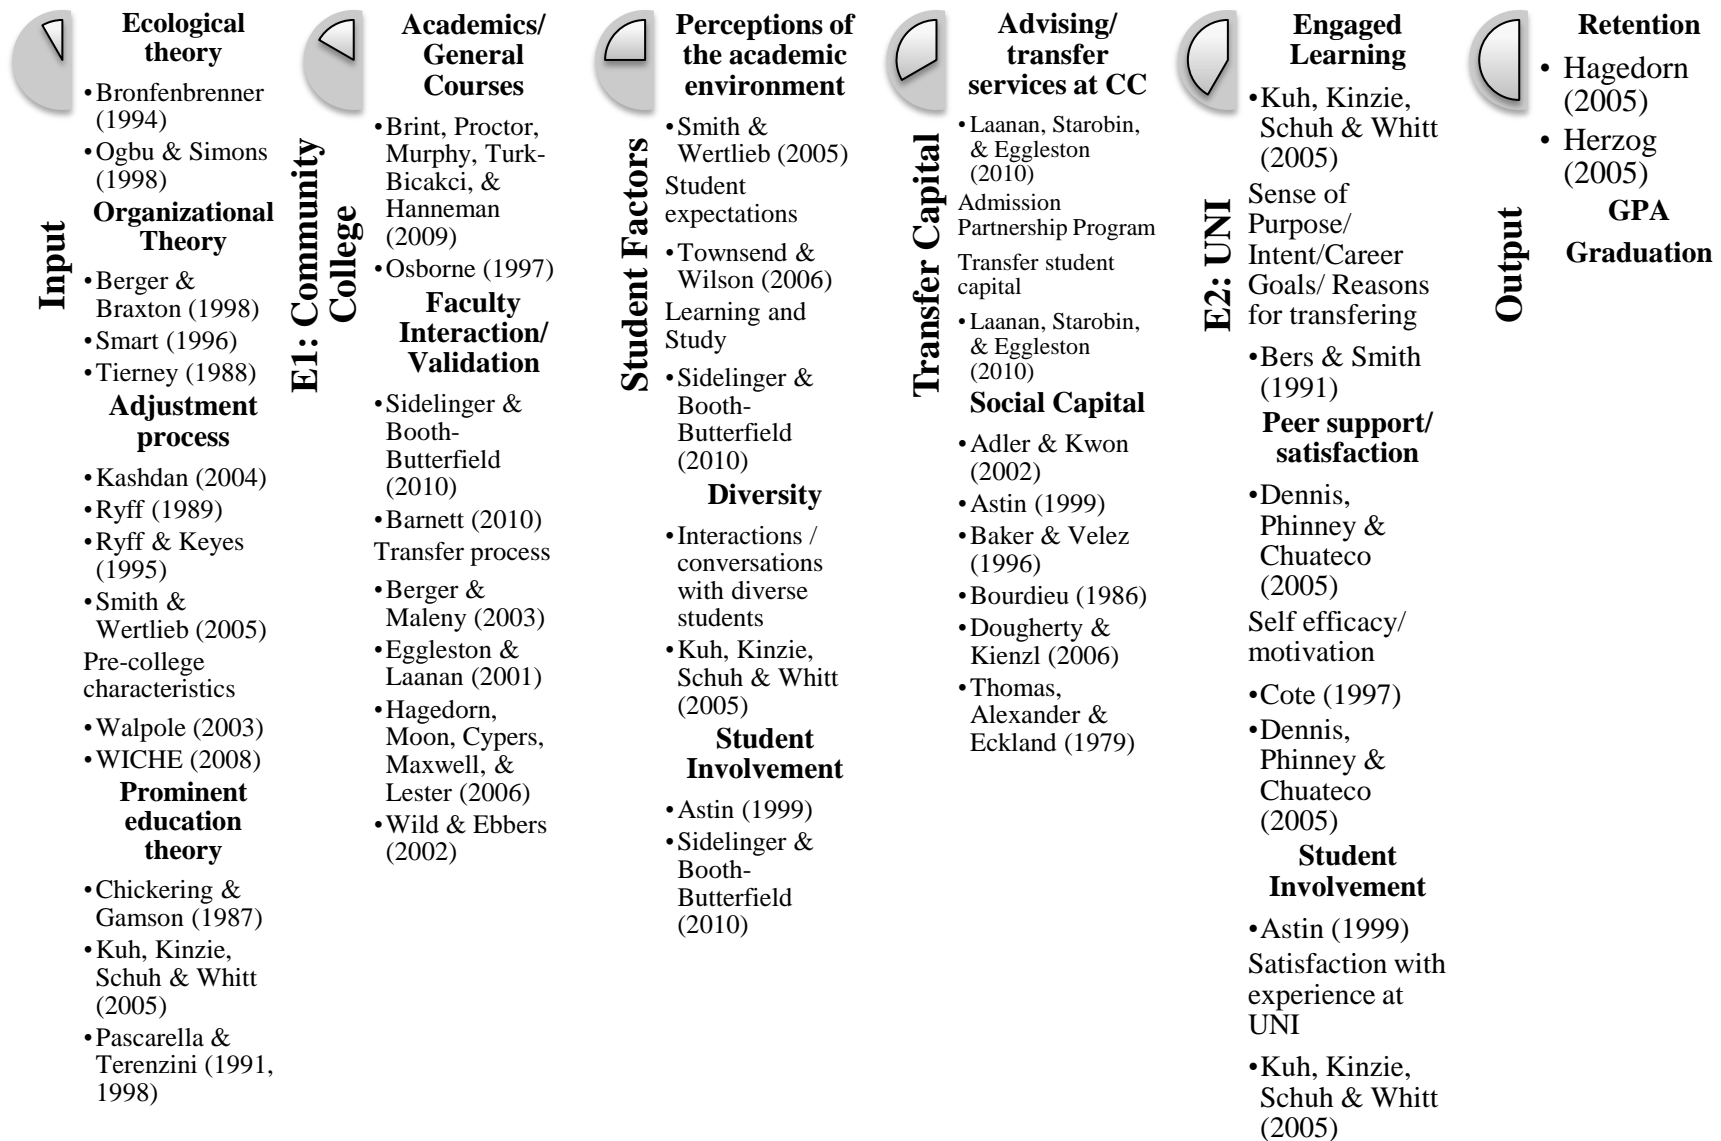 Input
Ecological
theory
•Bronfenbrenner
(1994)
•Ogbu & Simons
(1998)
Organizational
Theory
•Berger &
Braxton (1998)
•Smart (1996)
•Tierney (1988)
Adjustment
process
•Kashdan (2004)
•Ryff (1989)
•Ryff & Keyes
(1995)
•Smith &
Wertlieb (2005)
Pre-college
characteristics
•Walpole (2003)
•WICHE (2008)
Prominent
education
theory
•Chickering &
Gamson (1987)
•Kuh, Kinzie,
Schuh & Whitt
(2005)
•Pascarella &
Terenzini (1991,
1998)
E1: Community
College
Academics/
General
Courses
•Brint, Proctor,
Murphy, Turk-
Bicakci, &
Hanneman
(2009)
•Osborne (1997)
Faculty
Interaction/
Validation
•Sidelinger &
Booth-
Butterfield
(2010)
•Barnett (2010)
Transfer process
•Berger &
Maleny (2003)
•Eggleston &
Laanan (2001)
•Hagedorn,
Moon, Cypers,
Maxwell, &
Lester (2006)
•Wild & Ebbers
(2002)
Student Factors
Perceptions of
the academic
environment
•Smith &
Wertlieb (2005)
Student
expectations
•Townsend &
Wilson (2006)
Learning and
Study
•Sidelinger &
Booth-
Butterfield
(2010)
Diversity
•Interactions /
conversations
with diverse
students
•Kuh, Kinzie,
Schuh & Whitt
(2005)
Student
Involvement
•Astin (1999)
•Sidelinger &
Booth-
Butterfield
(2010)
Transfer Capital
Advising/
transfer
services at CC
•Laanan, Starobin,
& Eggleston
(2010)
Admission
Partnership Program
Transfer student
capital
•Laanan, Starobin,
& Eggleston
(2010)
Social Capital
•Adler & Kwon
(2002)
•Astin (1999)
•Baker & Velez
(1996)
•Bourdieu (1986)
•Dougherty &
Kienzl (2006)
•Thomas,
Alexander &
Eckland (1979)
E2: UNI
Engaged
Learning
•Kuh, Kinzie,
Schuh & Whitt
(2005)
Sense of
Purpose/
Intent/Career
Goals/ Reasons
for transfering
•Bers & Smith
(1991)
Peer support/
satisfaction
•Dennis,
Phinney &
Chuateco
(2005)
Self efficacy/
motivation
•Cote (1997)
•Dennis,
Phinney &
Chuateco
(2005)
Student
Involvement
•Astin (1999)
Satisfaction with
experience at
UNI
•Kuh, Kinzie,
Schuh & Whitt
(2005)
Output
Retention
• Hagedorn
(2005)
• Herzog
(2005)
GPA
Graduation